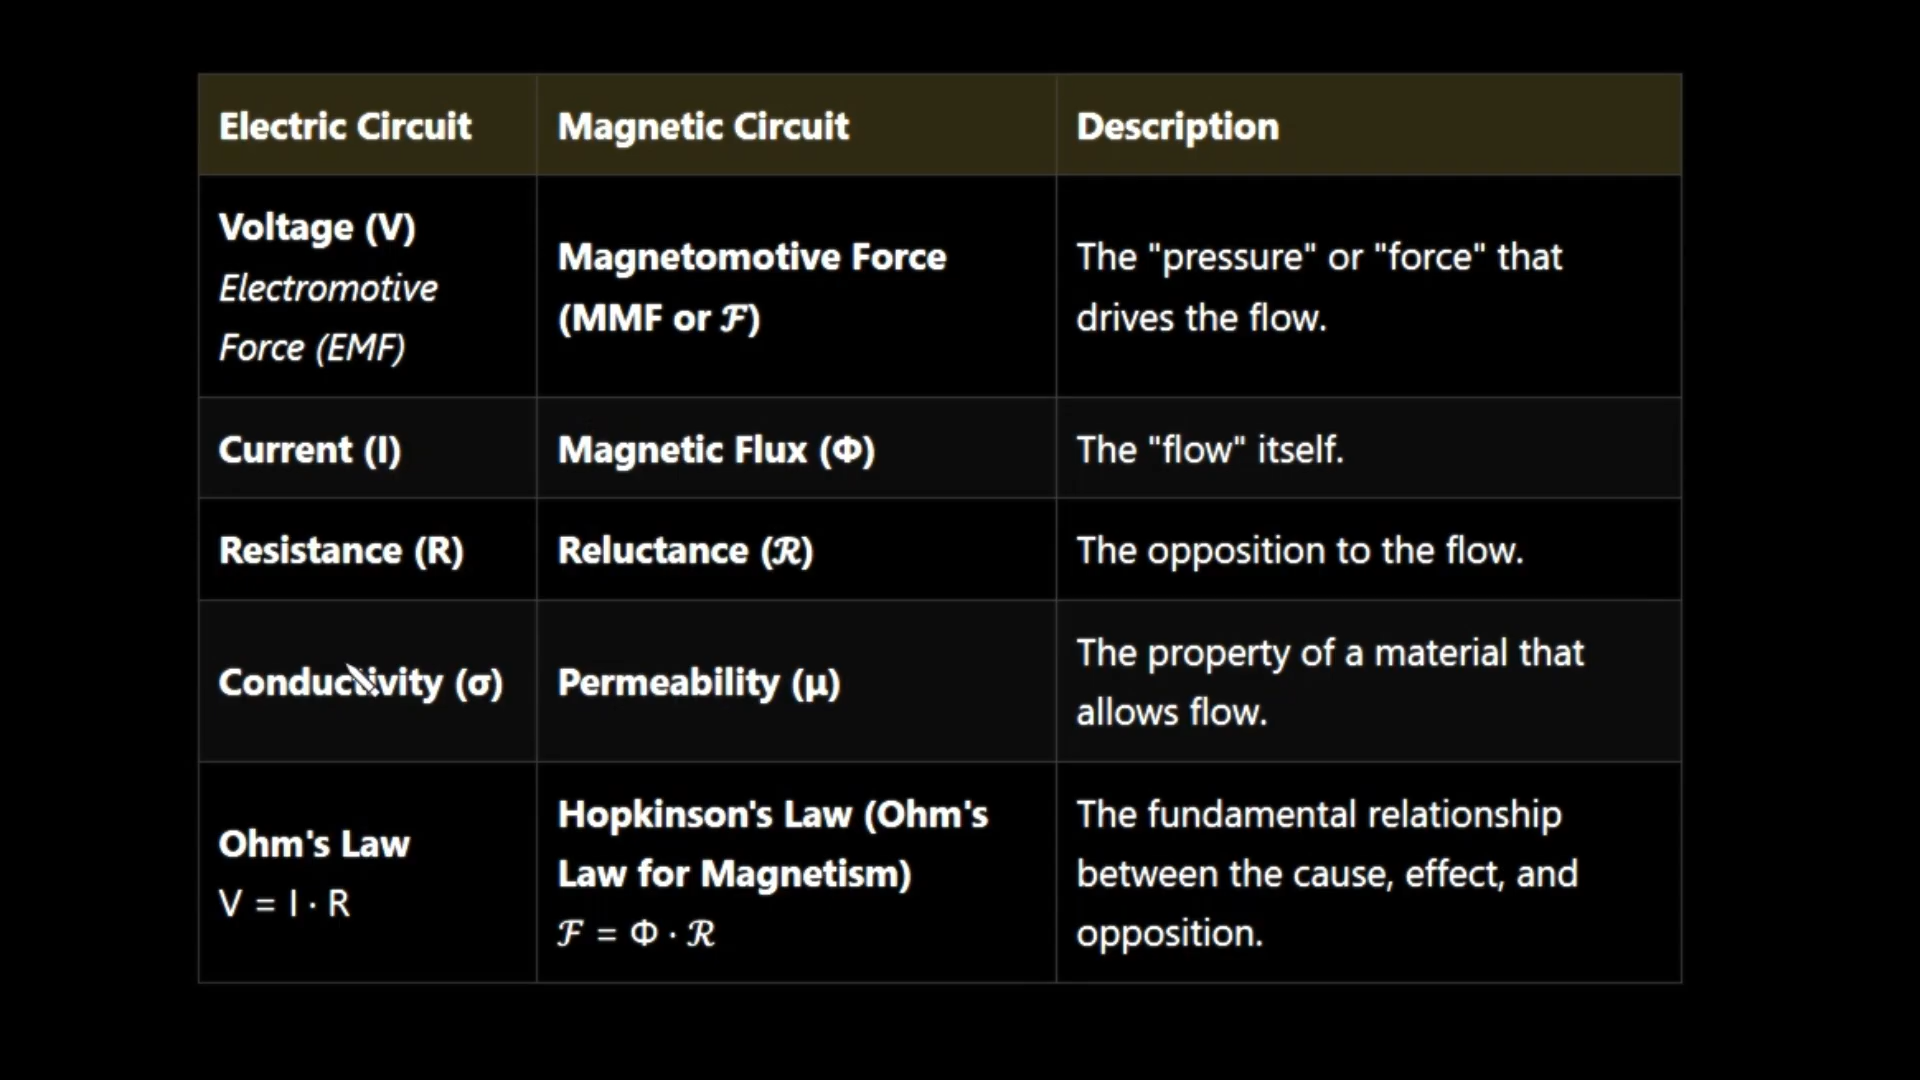 Electric Circuit
Magnetic Circuit
Description
Voltage (V)
Electromotive
Force (EMF)
Magnetomotive Force
(MMF or ℱ)
The "pressure" or "force" that
drives the flow.
Current (I)
Magnetic Flux (Φ)
The "flow" itself.
Resistance (R)
Reluctance (ℛ)
The opposition to the flow.
Conductivity (σ)
Permeability (μ)
The property of a material that
allows flow.
Ohm's Law
V = I · R
Hopkinson's Law (Ohm's
Law for Magnetism)
ℱ = Φ · ℛ
The fundamental relationship
between the cause, effect, and
opposition.